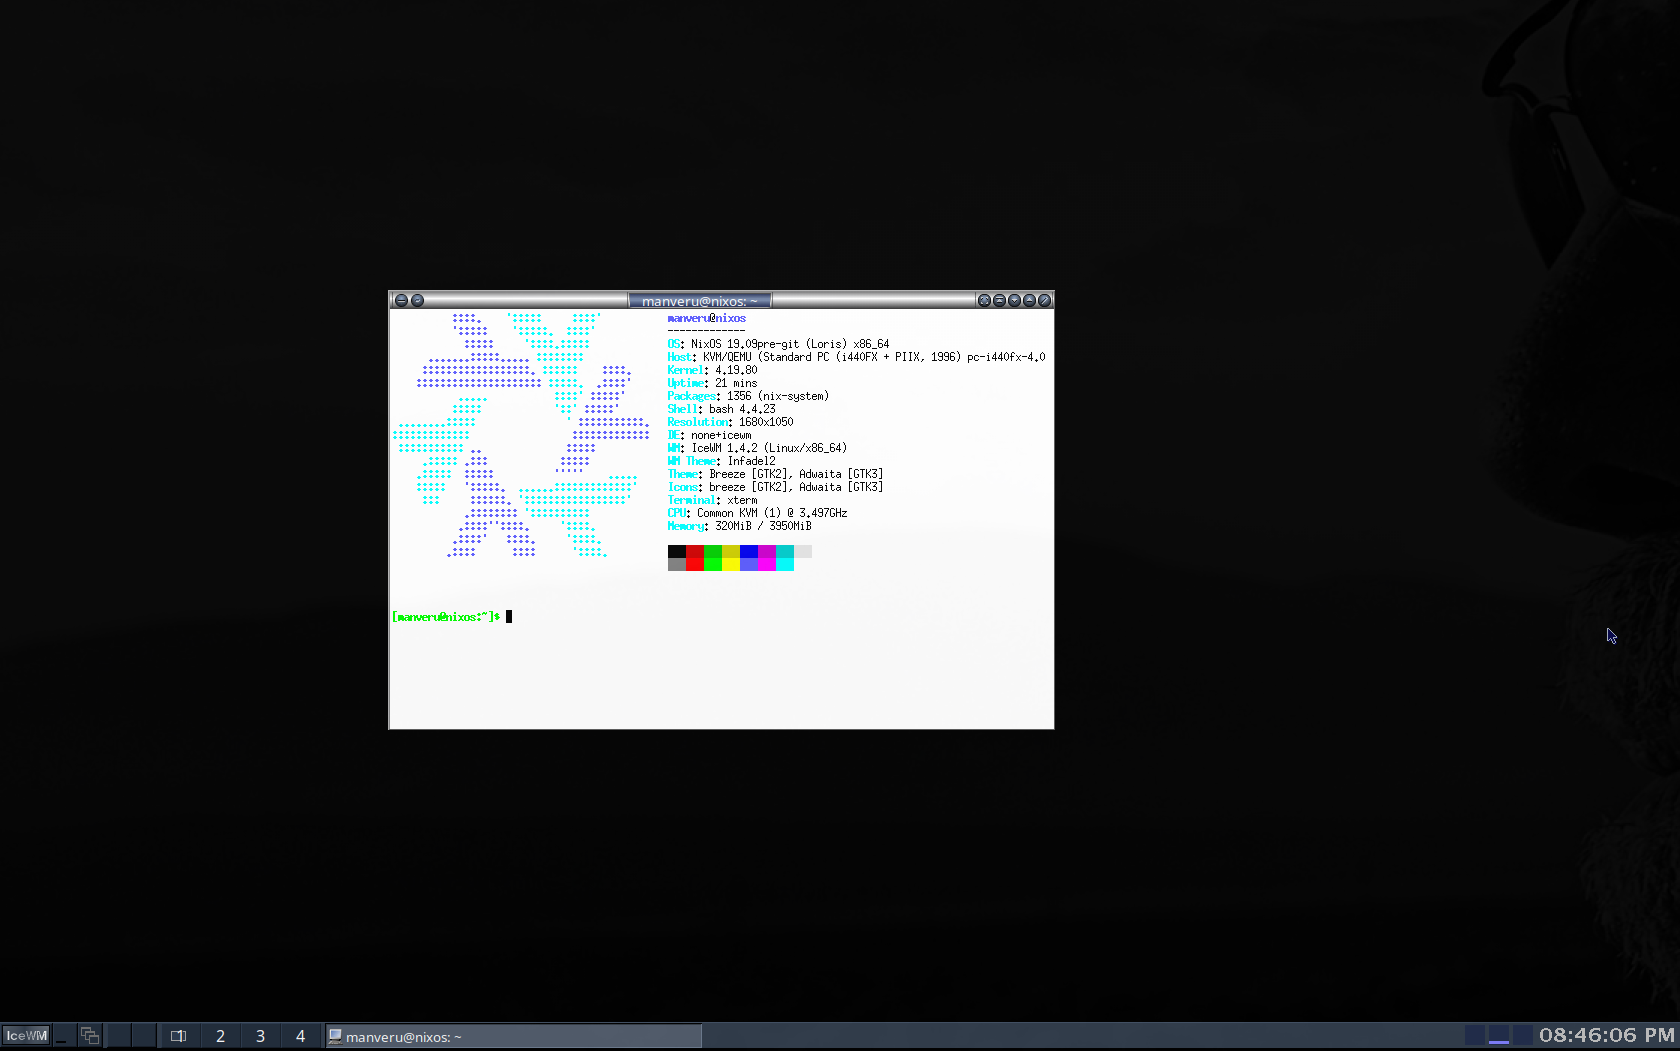 manveru@nixos: ~
manveru@nixos
-------------
OS: NixOS 19.09pre-git (Loris) x86_64
Host: KVM/QEMU (Standard PC (i440FX + PIIX, 1996) pc-i440fx-4.0
Kernel: 4.19.80
Uptime: 21 mins
Packages: 1356 (nix-system)
Shell: bash 4.4.23
Resolution: 1680x1050
DE: none+icewm
WM: IceWM 1.4.2 (Linux/x86_64)
WM Theme: Infadel2
Theme: Breeze [GTK2], Adwaita [GTK3]
Icons: breeze [GTK2], Adwaita [GTK3]
Terminal: xterm
CPU: Common KVM (1) @ 3.497GHz
Memory: 320MiB / 3950MiB
[manveru@nixos:~]$
IceWM 1 2 3 4 manveru@nixos: ~ 08:46:06 PM